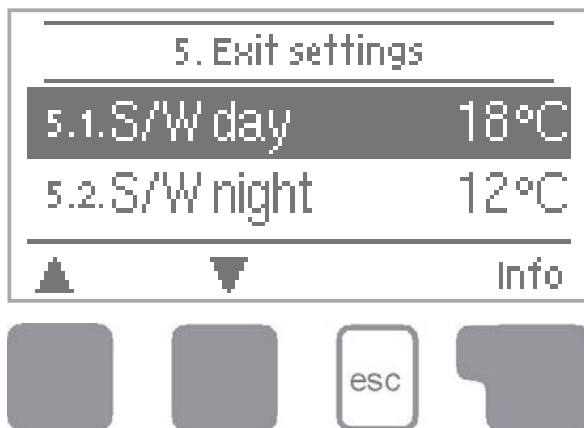 5. Exit settings
5.1.S/W day 18°C
5.2.S/W night 12°C
Info
esc